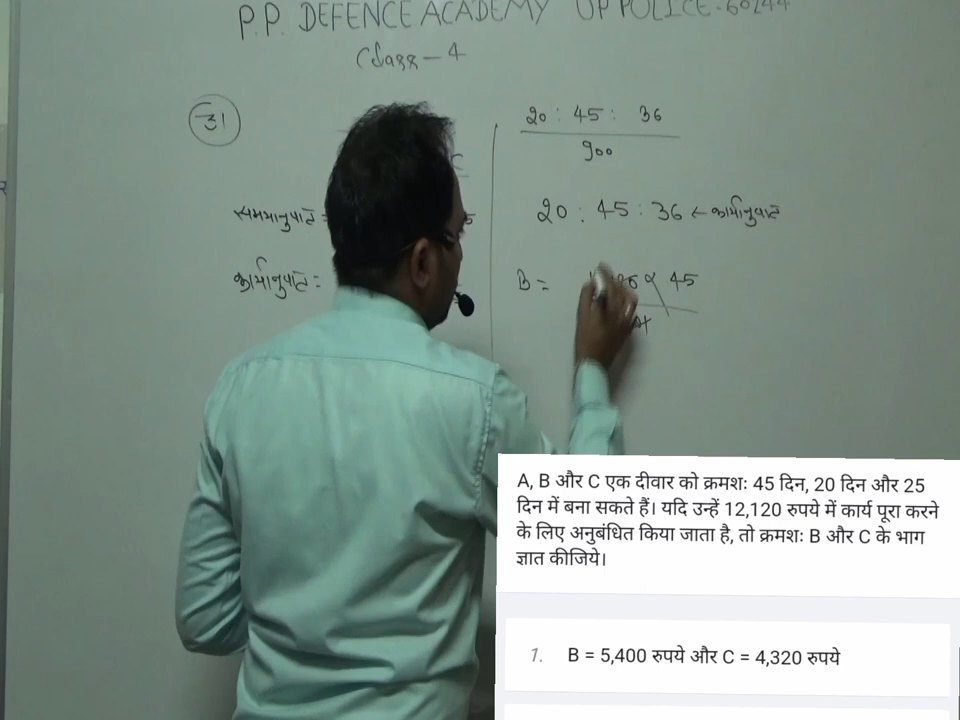 P.P. DEFENCE ACADEMY UP POLICE-60244
Class-4
31
20 : 45 : 36
900
समयानुपात
20 : 45 : 36 ← कार्यानुपात
कार्यानुपात =
B = × 45
A, B और C एक दीवार को क्रमशः 45 दिन, 20 दिन और 25
दिन में बना सकते हैं। यदि उन्हें 12,120 रुपये में कार्य पूरा करने
के लिए अनुबंधित किया जाता है, तो क्रमशः B और C के भाग
ज्ञात कीजिये।
1. B = 5,400 रुपये और C = 4,320 रुपये